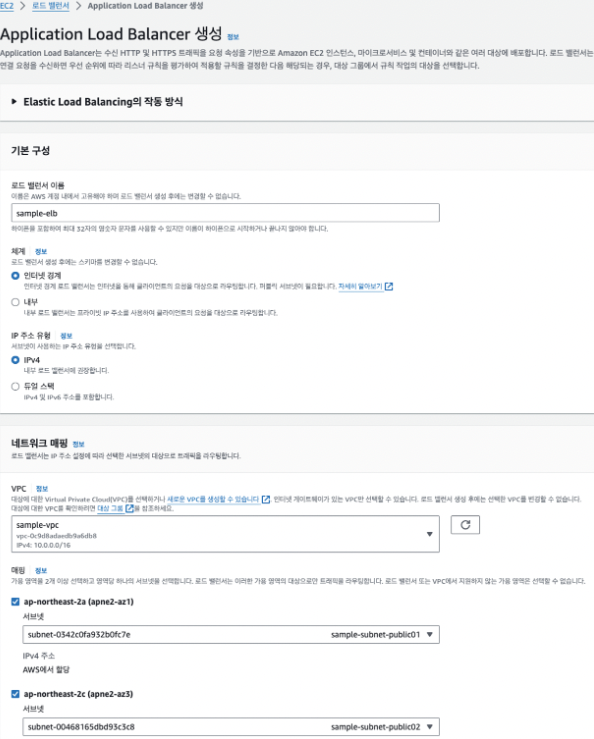 EC2 > 로드 밸런서 > Application Load Balancer 생성
Application Load Balancer 생성 정보
Application Load Balancer는 수신 HTTP 및 HTTPS 트래픽을 요청 속성을 기반으로 Amazon EC2 인스턴스, 마이크로서비스 및 컨테이너와 같은 여러 대상에 배포합니다. 로드 밸런서는
연결 요청을 수신하면 우선 순위에 따라 리스너 규칙을 평가하여 적용할 규칙을 결정한 다음 해당되는 경우, 대상 그룹에서 규칙 작업의 대상을 선택합니다.
▶ Elastic Load Balancing의 작동 방식
기본 구성
로드 밸런서 이름
이름은 AWS 계정 내에서 고유해야 하며 로드 밸런서 생성 후에는 변경할 수 없습니다.
sample-elb
하이픈을 포함하여 최대 32자의 영숫자 문자를 사용할 수 있지만 이름이 하이픈으로 시작하거나 끝나지 않아야 합니다.
체계 정보
로드 밸런서 생성 후에는 스키마를 변경할 수 없습니다.
인터넷 경계
인터넷 경계 로드 밸런서는 인터넷을 통해 클라이언트의 요청을 대상으로 라우팅합니다. 퍼블릭 서브넷이 필요합니다. 자세히 알아보기
내부
내부 로드 밸런서는 프라이빗 IP 주소를 사용하여 클라이언트의 요청을 대상으로 라우팅합니다.
IP 주소 유형 정보
서브넷이 사용하는 IP 주소 유형을 선택합니다.
IPv4
내부 로드 밸런서에 권장합니다.
듀얼 스택
IPv4 및 IPv6 주소를 포함합니다.
네트워크 매핑 정보
로드 밸런서는 IP 주소 설정에 따라 선택한 서브넷의 대상으로 트래픽을 라우팅합니다.
VPC 정보
대상에 대한 Virtual Private Cloud(VPC)를 선택하거나 새로운 VPC를 생성할 수 있습니다. 인터넷 게이트웨이가 있는 VPC만 선택할 수 있습니다. 로드 밸런서 생성 후에는 선택한 VPC를 변경할 수 없습니다.
대상에 대한 VPC를 확인하려면 대상 그룹을 참조하세요.
sample-vpc
vpc-0c9d8adaedb9a6db8
IPv4: 10.0.0.0/16
매핑 정보
가용 영역을 2개 이상 선택하고 영역당 하나의 서브넷을 선택합니다. 로드 밸런서는 이러한 가용 영역의 대상으로만 트래픽을 라우팅합니다. 로드 밸런서 또는 VPC에서 지원하지 않는 가용 영역은 선택할 수 없습니다.
ap-northeast-2a (apne2-az1)
서브넷
subnet-0342c0fa932b0fc7e sample-subnet-public01
IPv4 주소
AWS에서 할당
ap-northeast-2c (apne2-az3)
서브넷
subnet-00468165dbd93c3c8 sample-subnet-public02